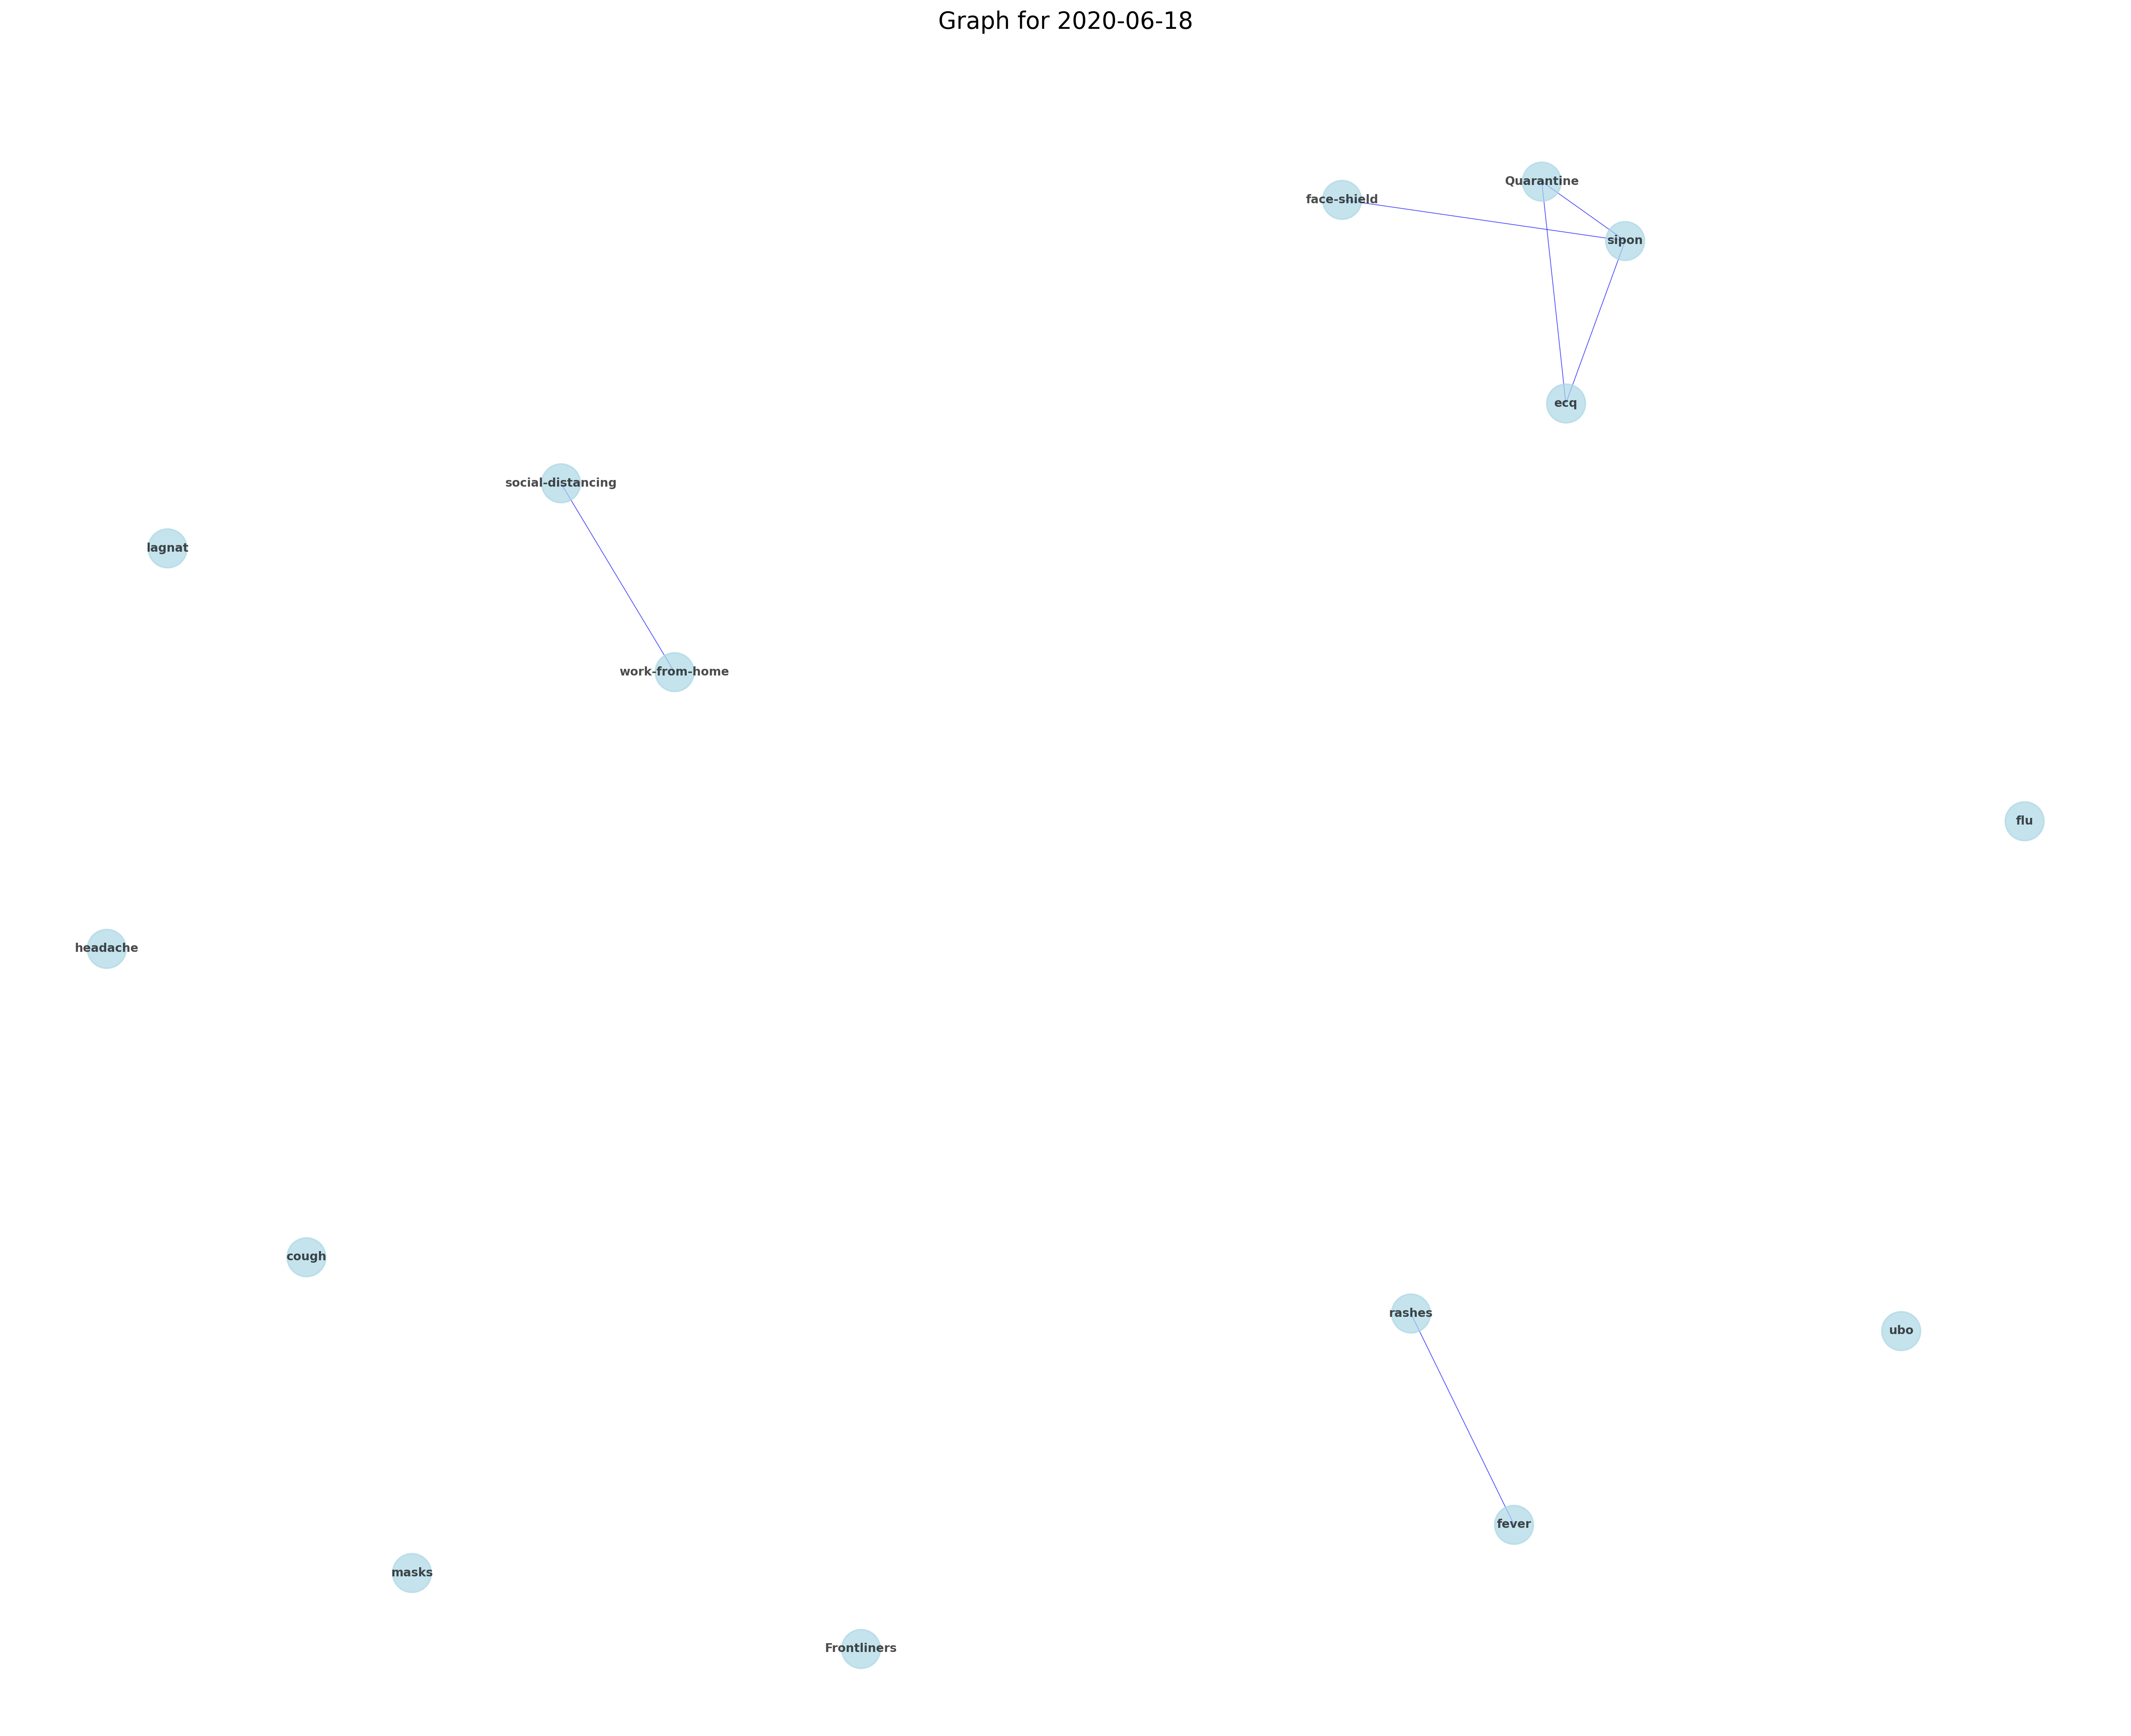 Graph for 2020-06-18
Quarantine
face-shield
sipon
ecq
social-distancing
lagnat
work-from-home
flu
headache
cough
rashes
ubo
fever
masks
Frontliners